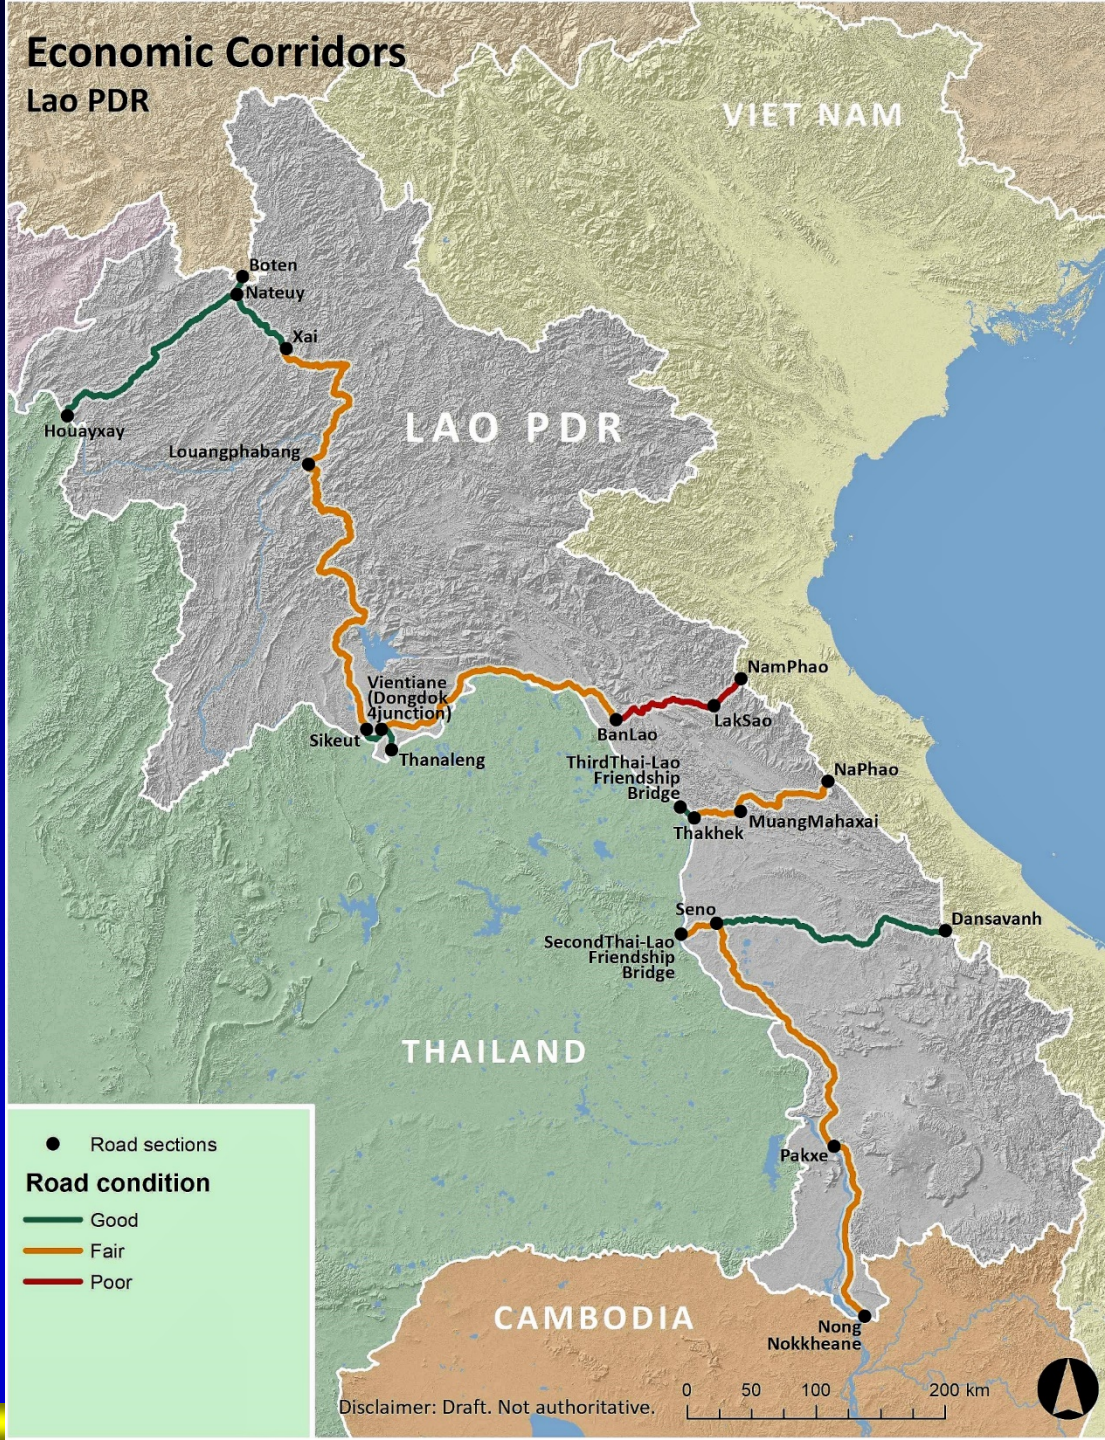 Economic Corridors
Lao PDR
VIET NAM
Boten
Nateuy
Xai
Houayxay
LAO PDR
Louangphabang
NamPhao
Vientiane
(Dongdok
4junction)
LakSao
Sikeut
BanLao
Thanaleng
ThirdThai-Lao
Friendship
Bridge
NaPhao
Thakhek
MuangMahaxai
Seno
Dansavanh
SecondThai-Lao
Friendship
Bridge
THAILAND
Pakxe
Road sections
Road condition
Good
Fair
Poor
CAMBODIA
Nong
Nokkheane
0 50 100 200 km
Disclaimer: Draft. Not authoritative.